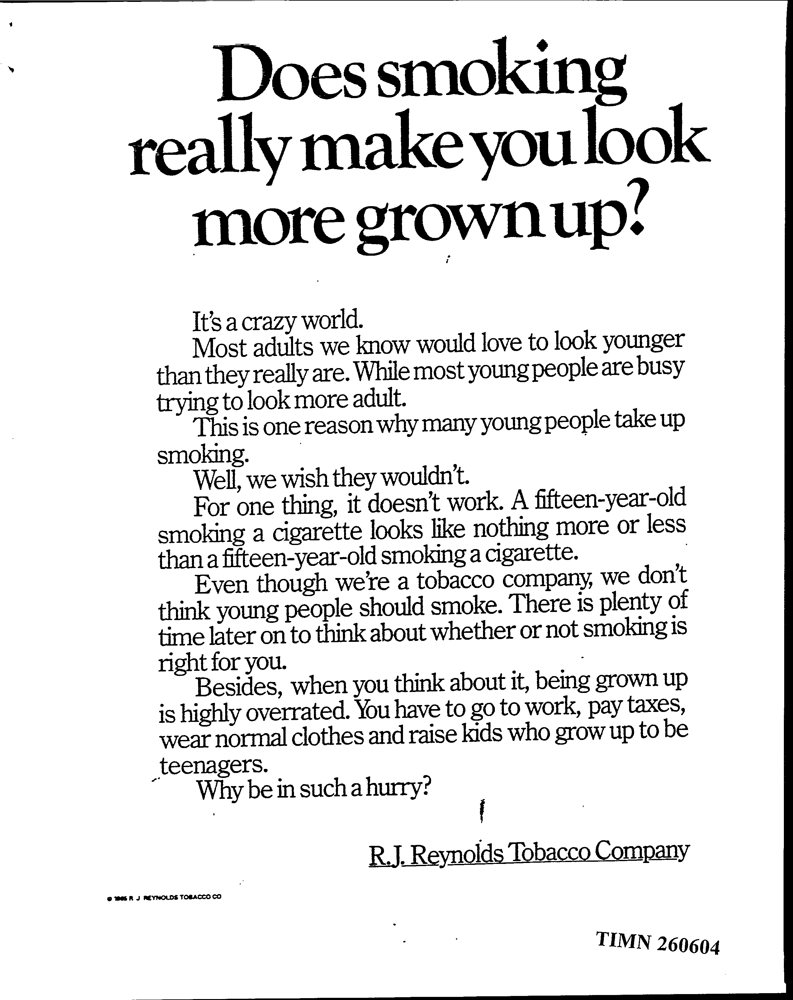 Does smoking
really make you look
more grown up?
It's a crazy world.
Most adults we know would love to look younger
than they really are. While most young people are busy
trying to look more adult.
This is one reason why many young people take up
smoking.
Well, we wish they wouldn't.
For one thing, it doesn't work. A fifteen-year-old
smoking a cigarette looks like nothing more or less
than a fifteen-year-old smoking a cigarette.
Even though we're a tobacco company, we don't
think young people should smoke. There is plenty of
time later on to think about whether or not smoking is
right for you.
Besides, when you think about it, being grown up
is highly overrated. You have to go to work, pay taxes,
wear normal clothes and raise kids who grow up to be
teenagers.
Why be in such a hurry?
R.J. Reynolds Tobacco Company
© R J REYNOLDS TOBACCO CO
TIMN 260604